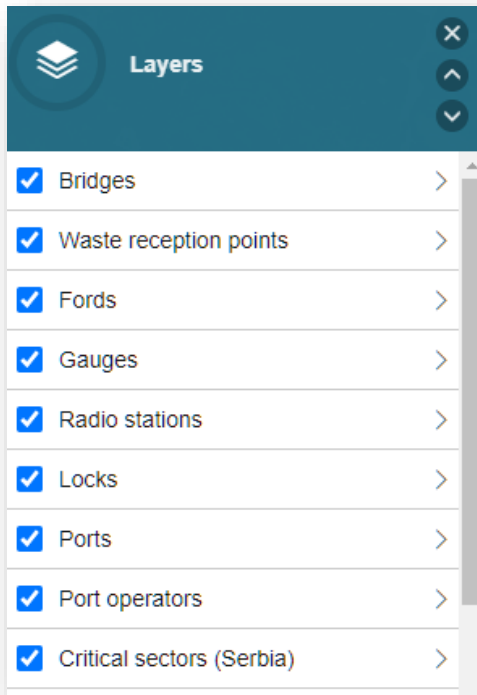 Layers
Bridges
Waste reception points
Fords
Gauges
Radio stations
Locks
Ports
Port operators
Critical sectors (Serbia)